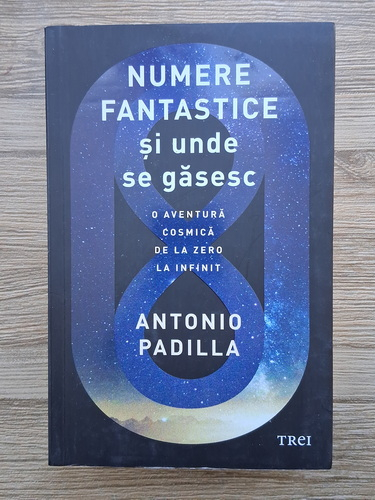 NUMERE
FANTASTICE
și unde
se găsesc
O AVENTURĂ
COSMICĂ
DE LA ZERO
LA INFINIT
ANTONIO
PADILLA
TREI